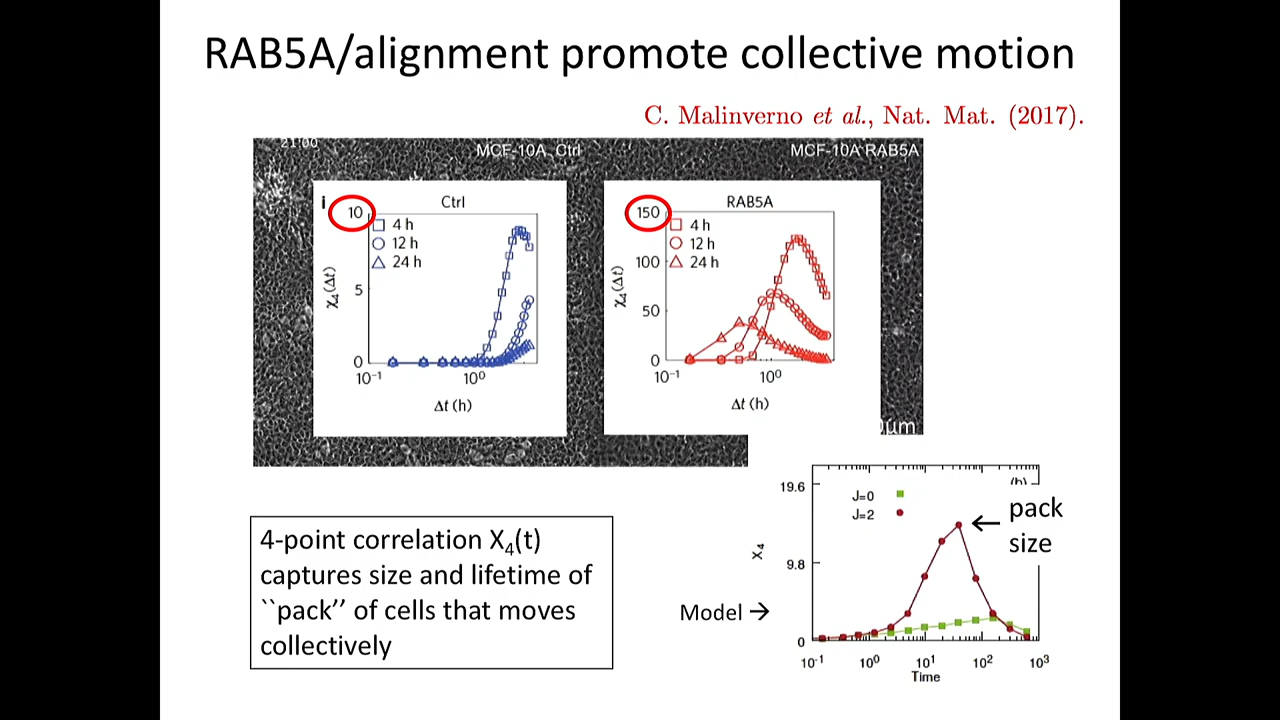 RAB5A/alignment promote collective motion
C. Malinverno et al., Nat. Mat. (2017).
21:00
MCF-10A Ctrl
MCF-10A RAB5A
i
Ctrl
10
5
0
4 h
12 h
24 h
χ4(Δt)
10-1
100
Δt (h)
RAB5A
150
100
50
0
4 h
12 h
24 h
χ4(Δt)
10-1
100
Δt (h)
μm
4-point correlation X4(t)
captures size and lifetime of
``pack’’ of cells that moves
collectively
Model →
19.6
9.8
0
X4
J=0
J=2
(b)
← pack
size
10-1
100
101
102
103
Time